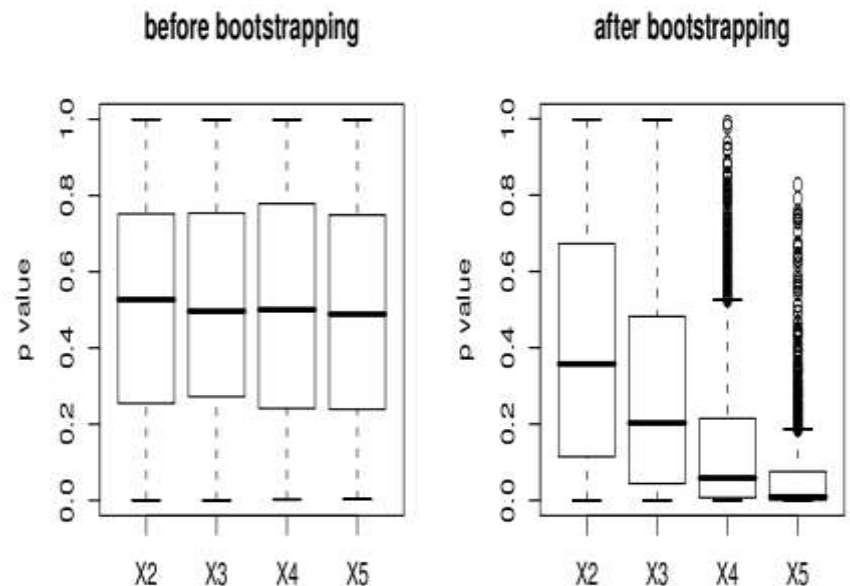 before bootstrapping
p value
0.0 0.2 0.4 0.6 0.8 1.0
X2 X3 X4 X5
after bootstrapping
p value
0.0 0.2 0.4 0.6 0.8 1.0
X2 X3 X4 X5